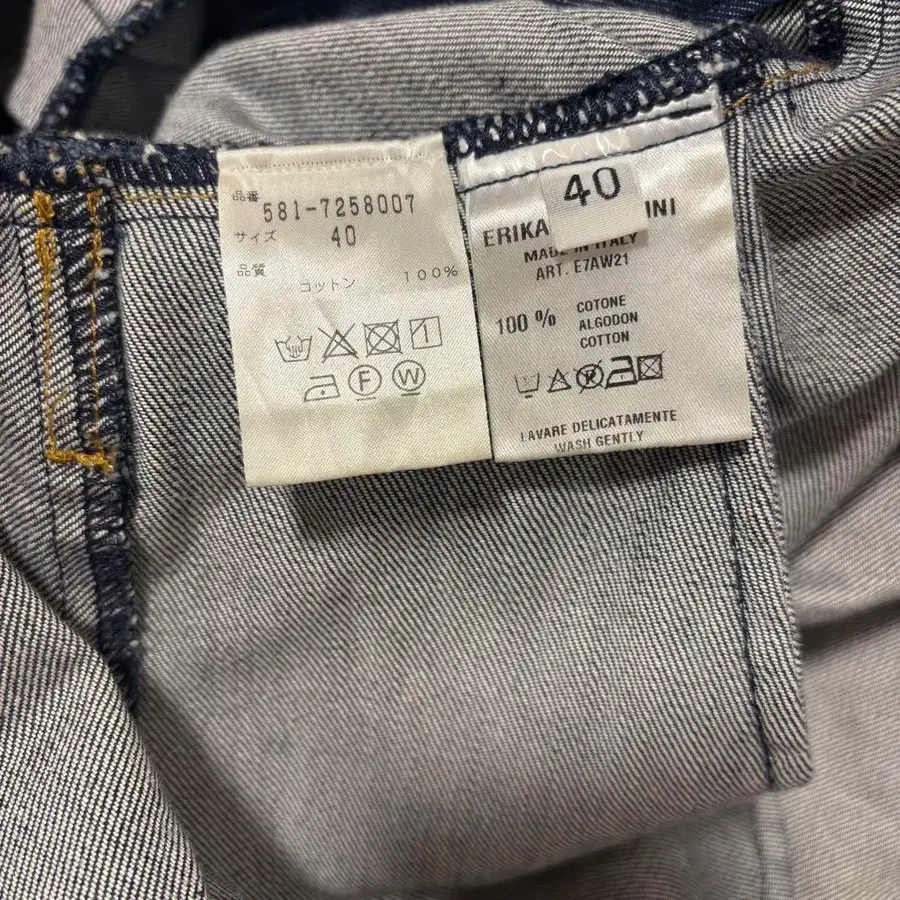 品番
581-7258007
サイズ
40
品質
コットン 100%
F W
40
ERIKA
MADE IN ITALY
ART. E7AW21
100 % COTONE
ALGODON
COTTON
LAVARE DELICATAMENTE
WASH GENTLY